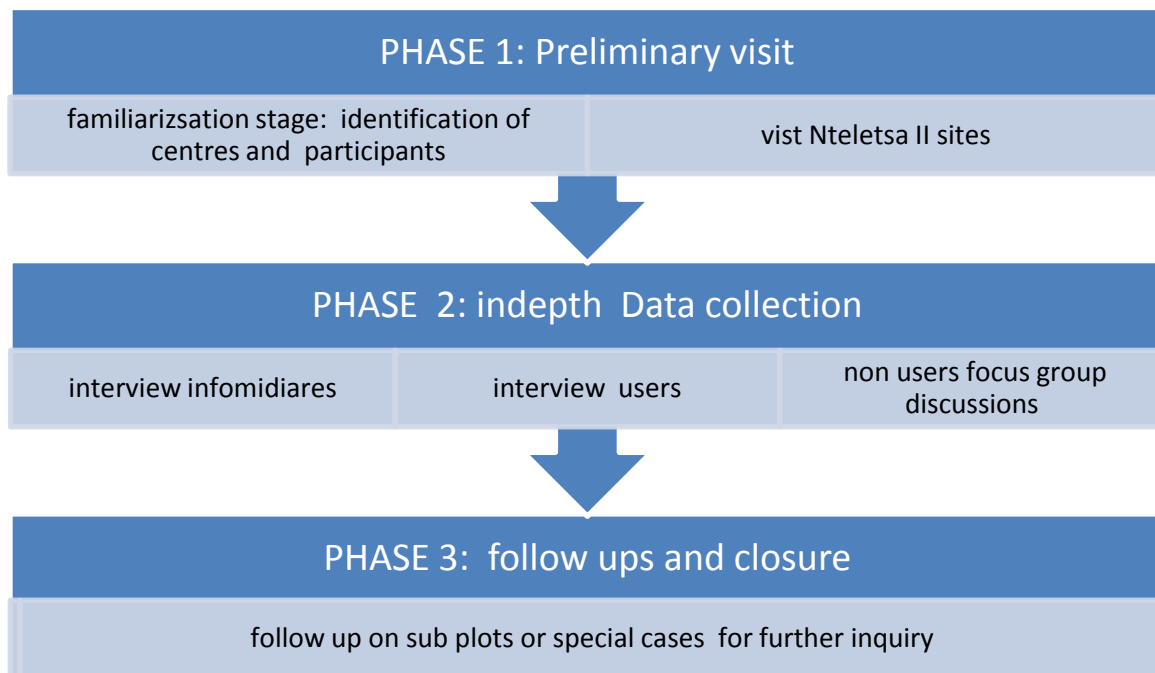 PHASE 1: Preliminary visit
familiarizsation stage: identification of
centres and participants
vist Nteletsa II sites
PHASE 2: indepth Data collection
interview infomidiares
interview users
non users focus group
discussions
PHASE 3: follow ups and closure
follow up on sub plots or special cases for further inquiry